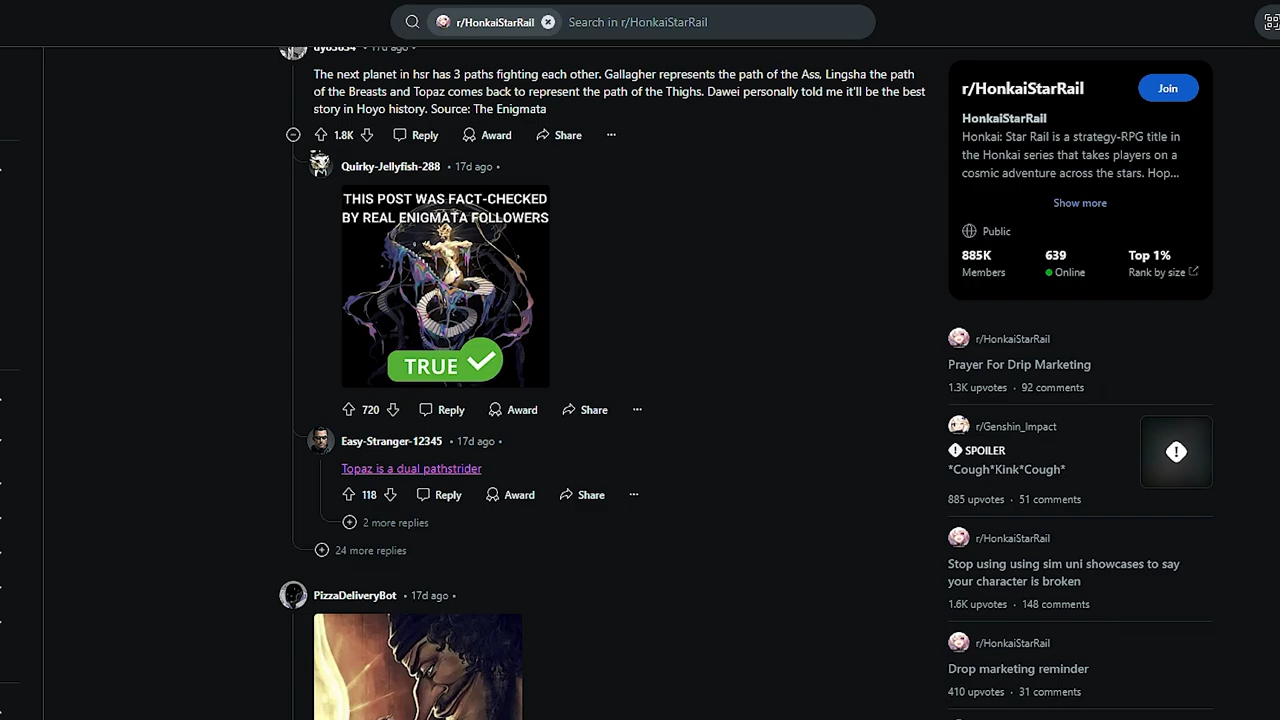 r/HonkaiStarRail
Search in r/HonkaiStarRail
17d ago
The next planet in hsr has 3 paths fighting each other. Gallagher represents the path of the Ass, Lingsha the path
of the Breasts and Topaz comes back to represent the path of the Thighs. Dawei personally told me it'll be the best
story in Hoyo history. Source: The Enigmata
1.8K Reply Award Share ...
Quirky-Jellyfish-288 • 17d ago •
THIS POST WAS FACT-CHECKED
BY REAL ENIGMATA FOLLOWERS
TRUE
720 Reply Award Share ...
Easy-Stranger-12345 • 17d ago •
Topaz is a dual pathstrider
118 Reply Award Share ...
2 more replies
24 more replies
PizzaDeliveryBot • 17d ago •
r/HonkaiStarRail
Join
HonkaiStarRail
Honkai: Star Rail is a strategy-RPG title in
the Honkai series that takes players on a
cosmic adventure across the stars. Hop...
Show more
Public
885K 639 Top 1%
Members Online Rank by size
r/HonkaiStarRail
Prayer For Drip Marketing
1.3K upvotes • 92 comments
r/Genshin_Impact
SPOILER
*Cough*Kink*Cough*
885 upvotes • 51 comments
r/HonkaiStarRail
Stop using using sim uni showcases to say
your character is broken
1.6K upvotes • 148 comments
r/HonkaiStarRail
Drop marketing reminder
410 upvotes • 31 comments